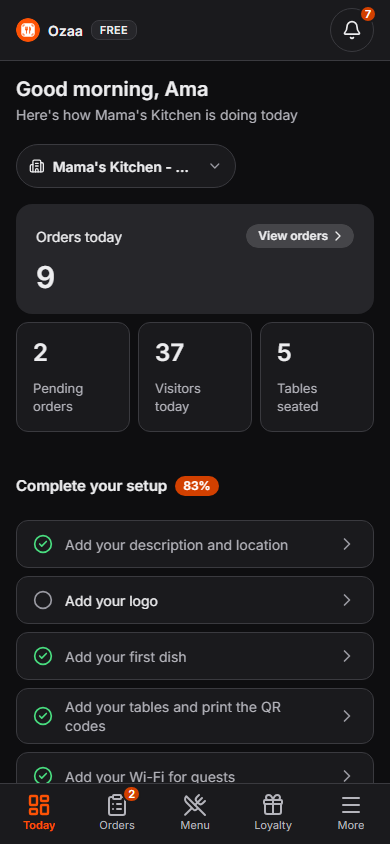 Ozaa FREE 7
Good morning, Ama
Here's how Mama's Kitchen is doing today
Mama's Kitchen - ...
Orders today View orders
9
2 37 5
Pending orders
Visitors today
Tables seated
Complete your setup 83%
Add your description and location
Add your logo
Add your first dish
Add your tables and print the QR
codes
Add your Wi-Fi for guests
2
Today Orders Menu Loyalty More